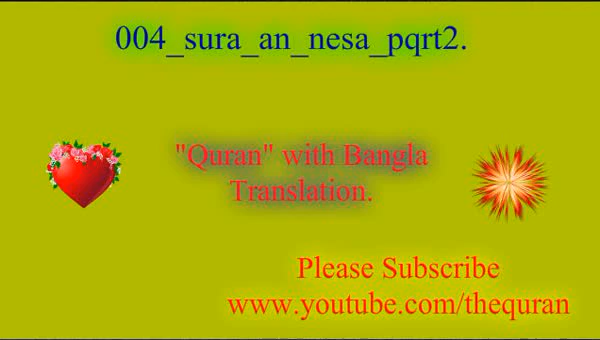 004_sura_an_nesa_pqrt2.
"Quran" with Bangla
Translation.
Please Subscribe
www.youtube.com/thequran